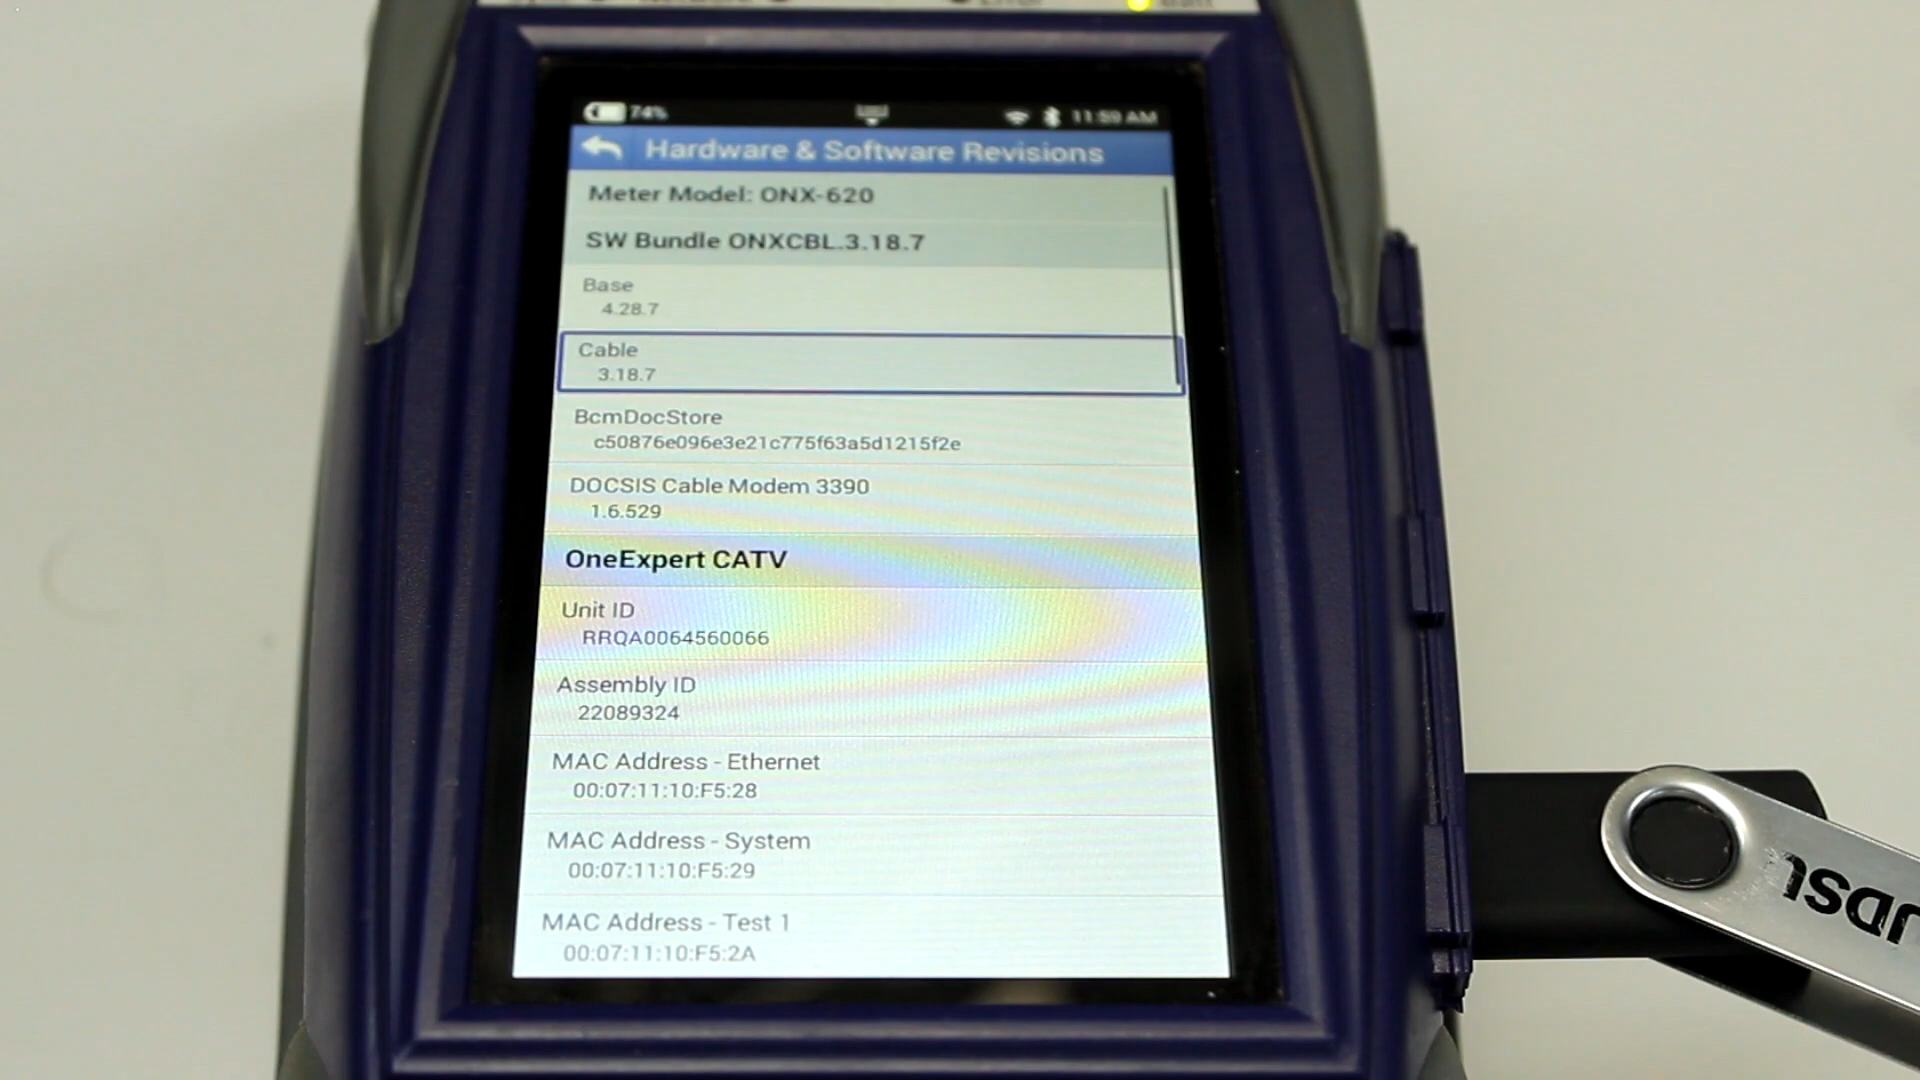 74%
11:59 AM
Hardware & Software Revisions
Meter Model: ONX-620
SW Bundle ONXCBL.3.18.7
Base
4.28.7
Cable
3.18.7
BcmDocStore
c50876e096e3e21c775f63a5d1215f2e
DOCSIS Cable Modem 3390
1.6.529
OneExpert CATV
Unit ID
RRQA0064560066
Assembly ID
22089324
MAC Address - Ethernet
00:07:11:10:F5:28
MAC Address - System
00:07:11:10:F5:29
MAC Address - Test 1
00:07:11:10:F5:2A
JDSU